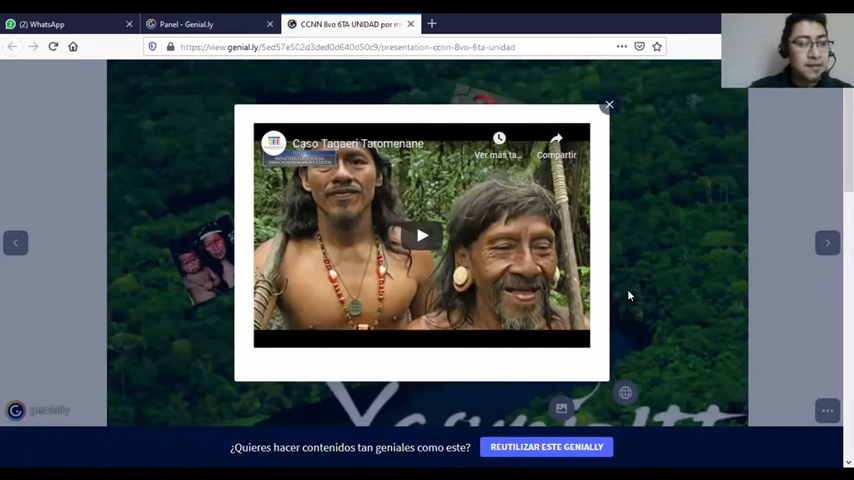 (2) WhatsApp
Panel - Genial.ly
CCNN 8vo 6TA UNIDAD por m
https://view.genial.ly/5ed57e502d3ded0d640d50c9/presentation-ccnn-8vo-6ta-unidad
Caso Tagaeri Taromenane
Ver más ta...
Compartir
genially
¿Quieres hacer contenidos tan geniales como este?
REUTILIZAR ESTE GENIALLY